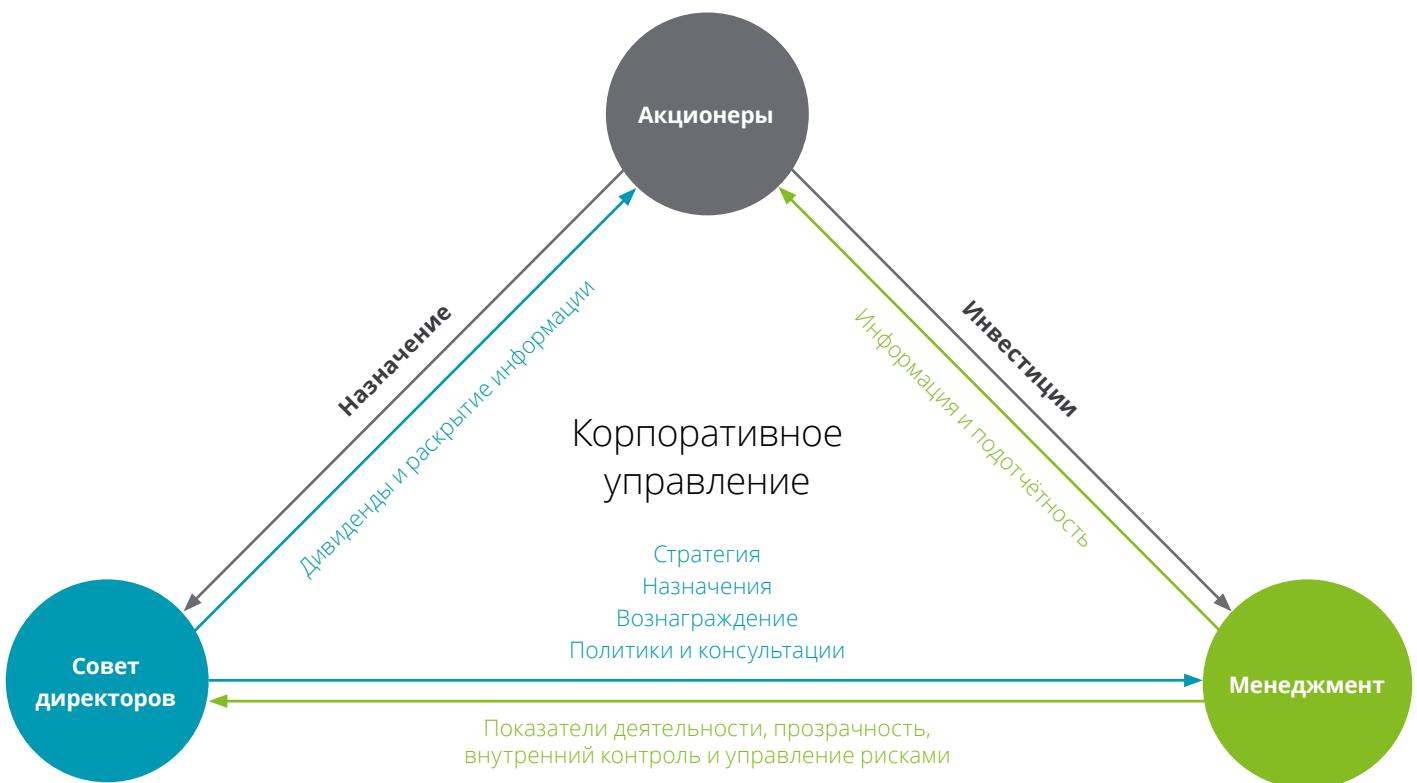 Акционеры
Назначение
Дивиденды и раскрытие информации
Инвестиции
Информация и подотчётность
Корпоративное
управление
Стратегия
Назначения
Вознаграждение
Политики и консультации
Совет
директоров
Менеджмент
Показатели деятельности, прозрачность,
внутренний контроль и управление рисками